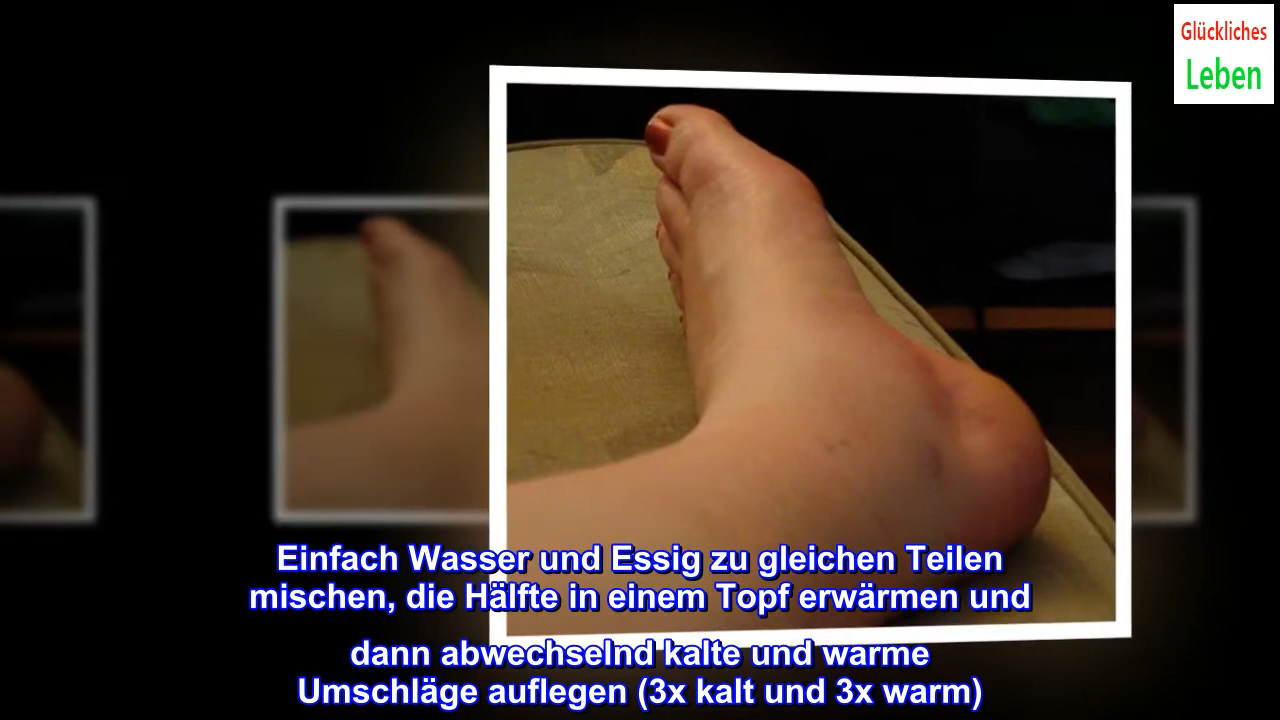 Glückliches
Leben
Einfach Wasser und Essig zu gleichen Teilen
mischen, die Hälfte in einem Topf erwärmen und
dann abwechselnd kalte und warme
Umschläge auflegen (3x kalt und 3x warm)